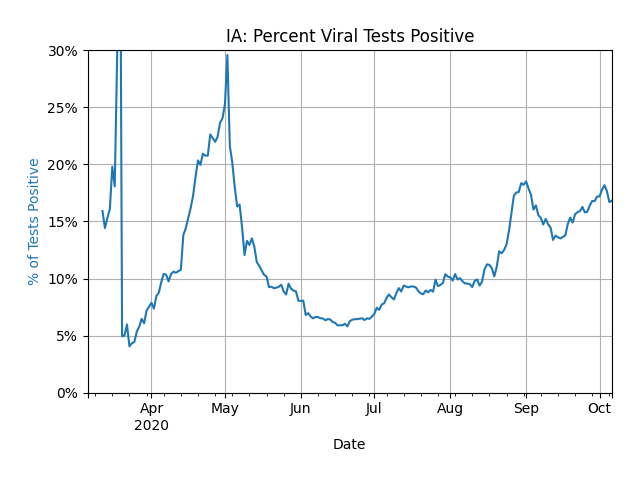 IA: Percent Viral Tests Positive
30%
25%
20%
15%
10%
5%
0%
% of Tests Positive
Apr May Jun Jul Aug Sep Oct
2020
Date